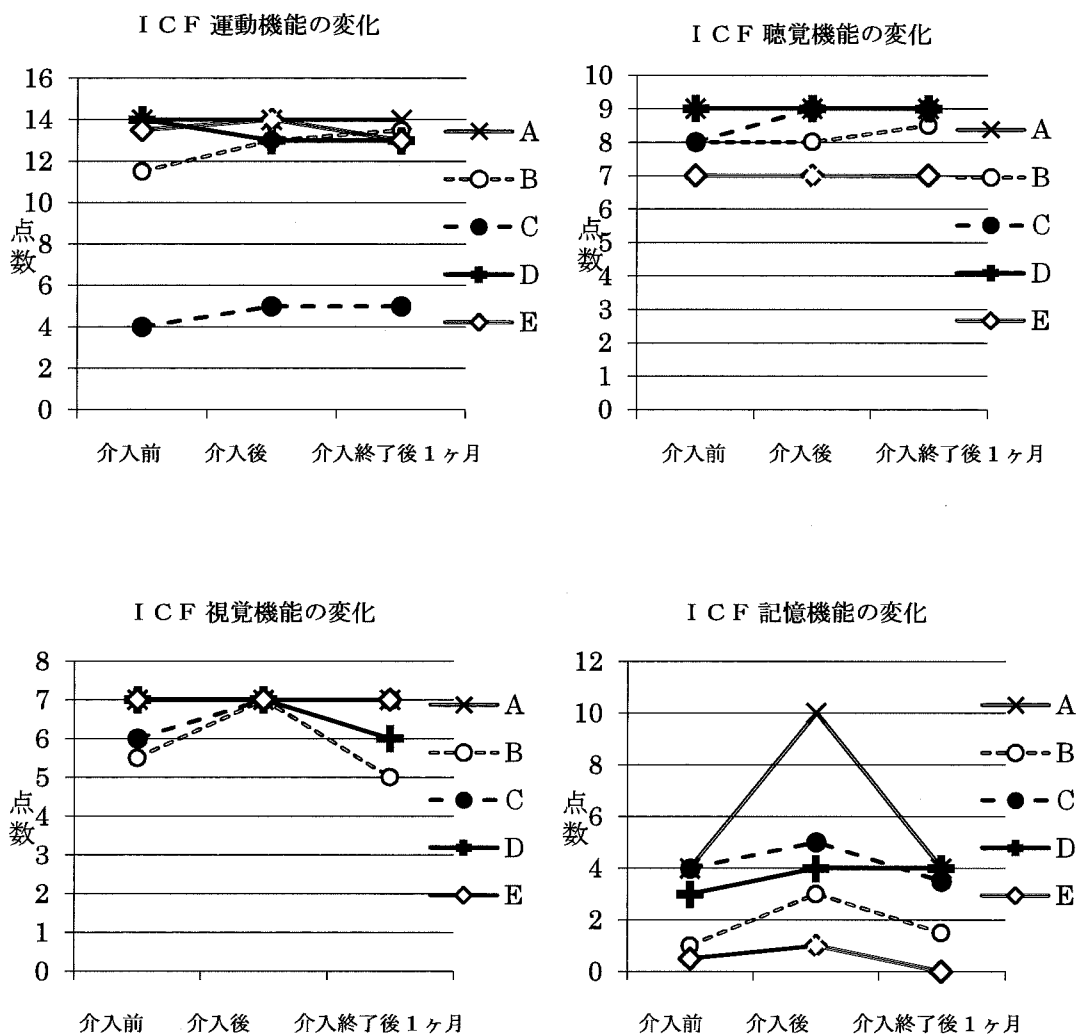 ＩＣＦ 運動機能の変化
16
14
12
10
8
6
4
2
0
点
数
介入前 介入後 介入終了後１ヶ月
A
B
C
D
E
ＩＣＦ 聴覚機能の変化
10
9
8
7
6
5
4
3
2
1
0
点
数
介入前 介入後 介入終了後１ヶ月
A
B
C
D
E
ＩＣＦ 視覚機能の変化
8
7
6
5
4
3
2
1
0
点
数
介入前 介入後 介入終了後１ヶ月
A
B
C
D
E
ＩＣＦ 記憶機能の変化
12
10
8
6
4
2
0
点
数
介入前 介入後 介入終了後１ヶ月
A
B
C
D
E